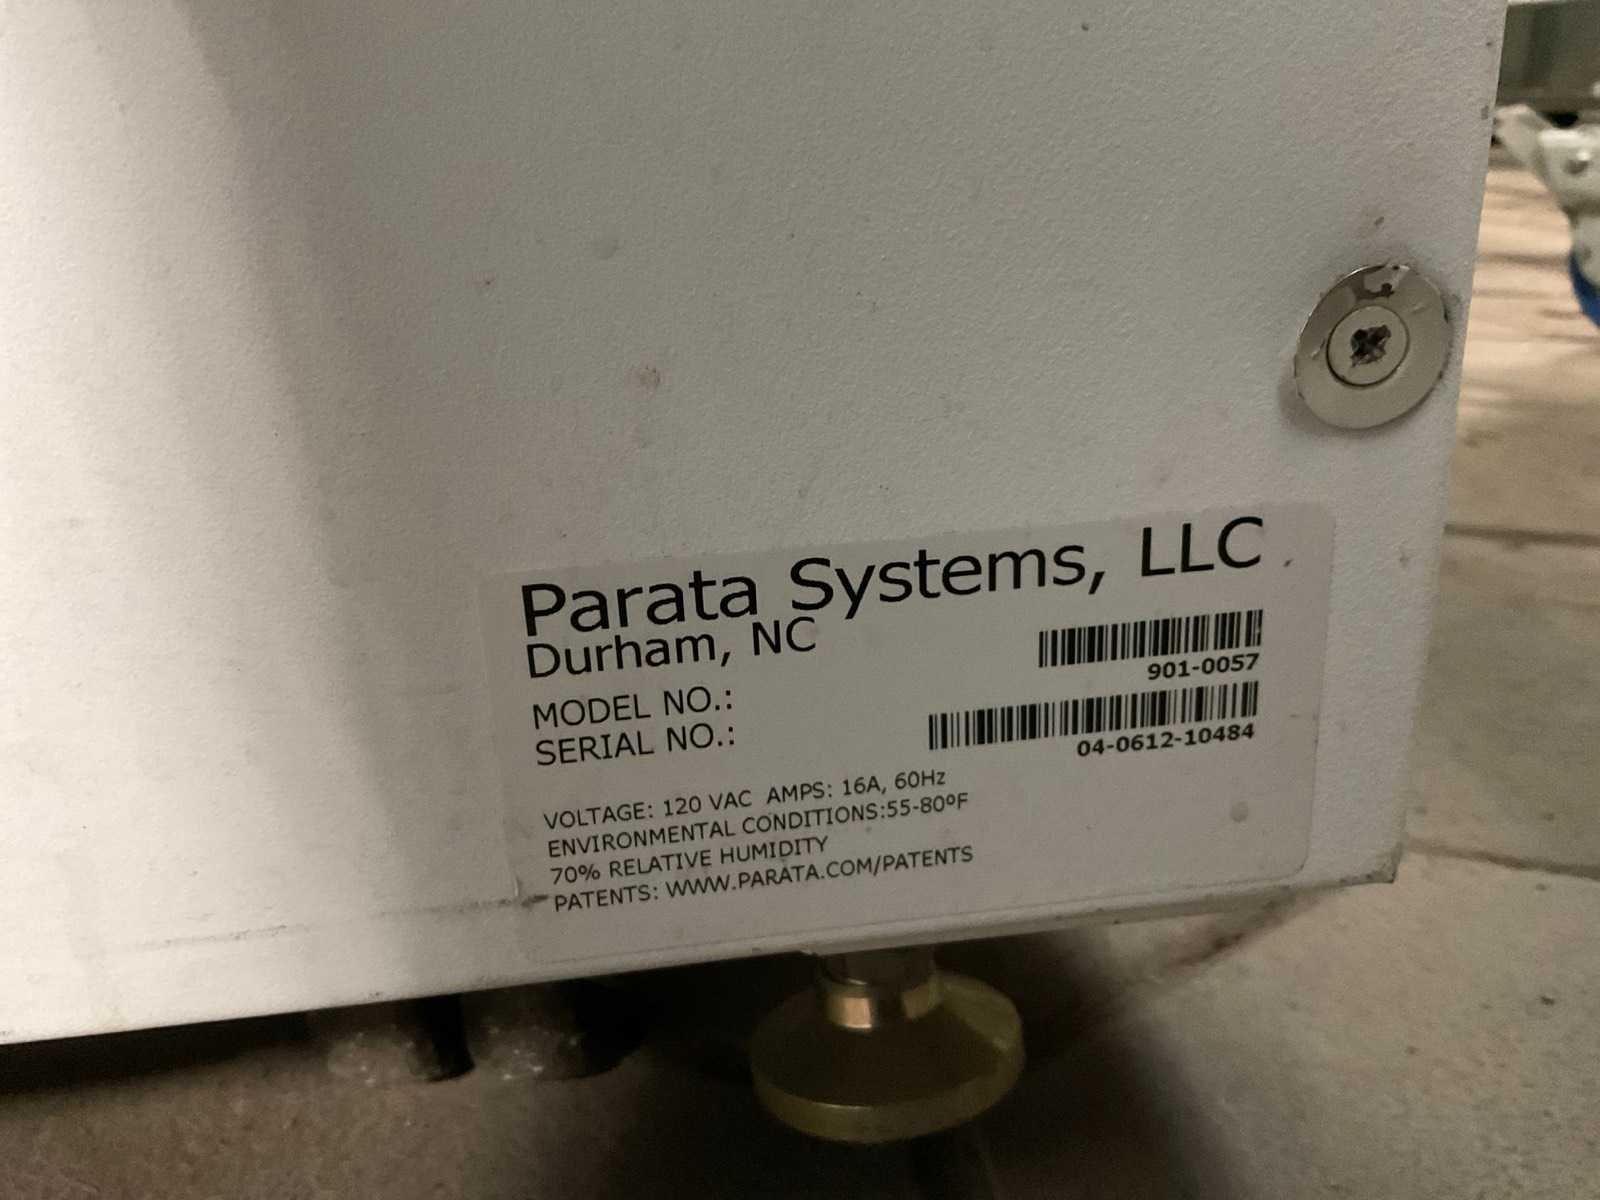 Parata Systems, LLC
Durham, NC
901-0057
MODEL NO.:
SERIAL NO.:
04-0612-10484
VOLTAGE: 120 VAC AMPS: 16A, 60Hz
ENVIRONMENTAL CONDITIONS:55-80ºF
70% RELATIVE HUMIDITY
PATENTS: WWW.PARATA.COM/PATENTS